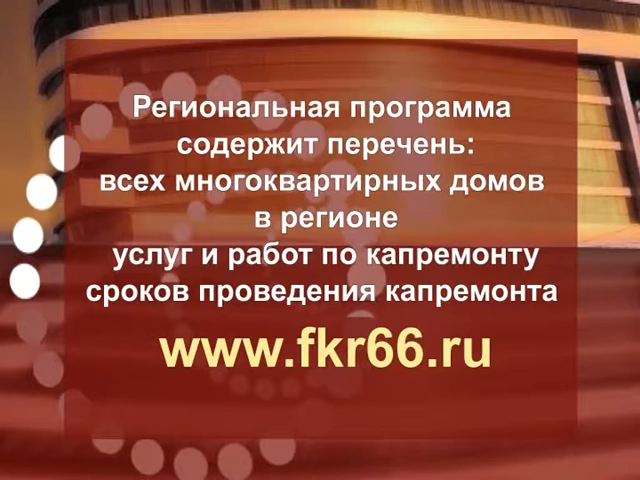 Региональная программа
содержит перечень:
всех многоквартирных домов
в регионе
услуг и работ по капремонту
сроков проведения капремонта
www.fkr66.ru